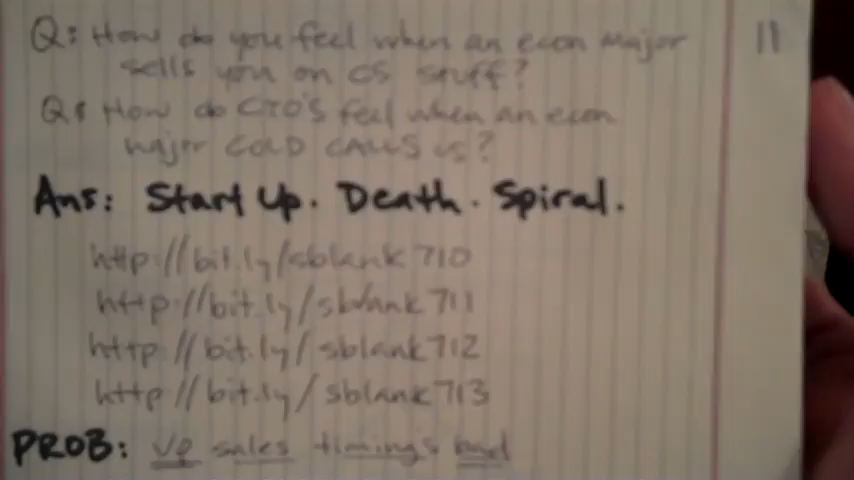 Q: How do you feel when an econ major 11
sells you on CS stuff?
Q: How do CTO's feel when an econ
major COLD CALLS us?
Ans: Start Up. Death. Spiral.
http://bit.ly/sblank710
http://bit.ly/sblank711
http://bit.ly/sblank712
http://bit.ly/sblank713
PROB: VP sales timing's bad